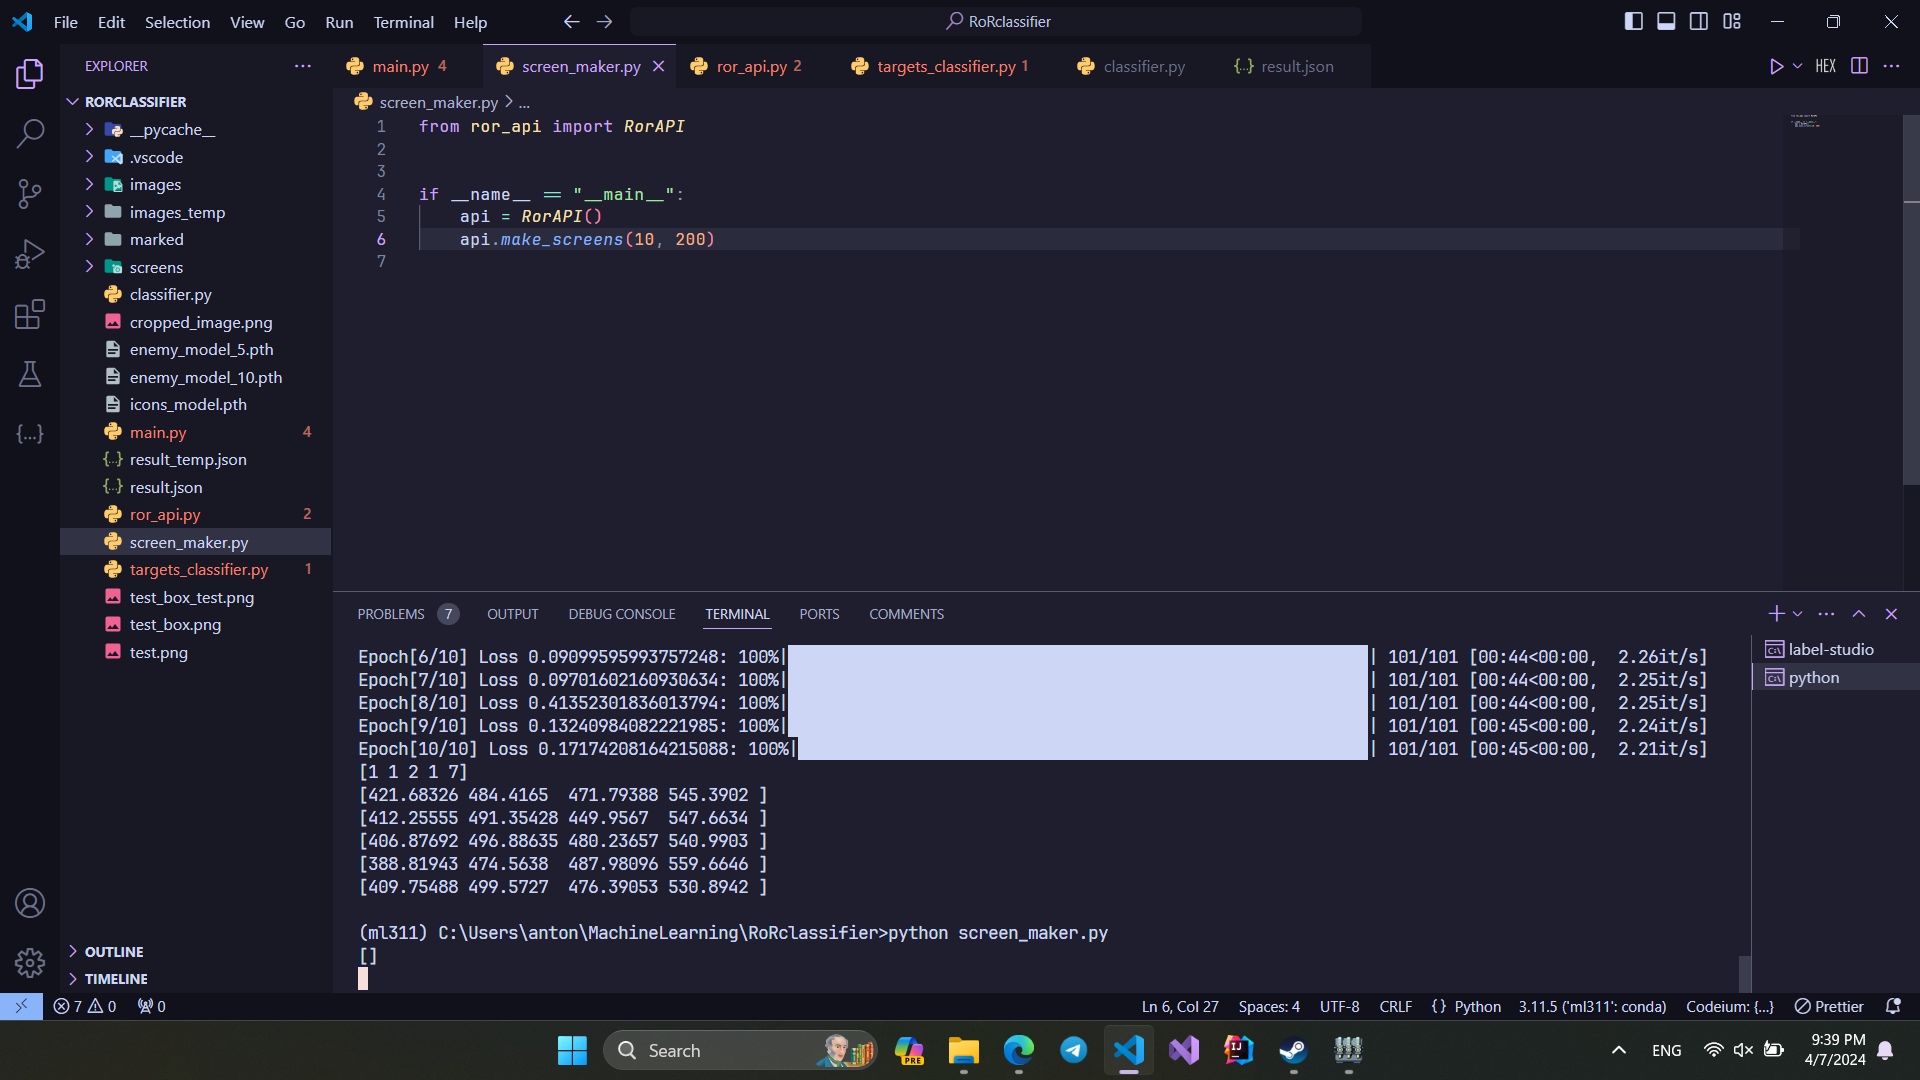 File Edit Selection View Go Run Terminal Help
RoRclassifier
EXPLORER
main.py 4
screen_maker.py
ror_api.py 2
targets_classifier.py 1
classifier.py
{..} result.json
HEX
RORCLASSIFIER
__pycache__
.vscode
images
images_temp
marked
screens
classifier.py
cropped_image.png
enemy_model_5.pth
enemy_model_10.pth
icons_model.pth
main.py 4
{..} result_temp.json
{..} result.json
ror_api.py 2
screen_maker.py
targets_classifier.py 1
test_box_test.png
test_box.png
test.png
OUTLINE
TIMELINE
screen_maker.py > ...
1 from ror_api import RorAPI
2
3
4 if __name__ == "__main__":
5 api = RorAPI()
6 api.make_screens(10, 200)
7
PROBLEMS 7 OUTPUT DEBUG CONSOLE TERMINAL PORTS COMMENTS
Epoch[6/10] Loss 0.09099595993757248: 100%| | 101/101 [00:44<00:00, 2.26it/s]
Epoch[7/10] Loss 0.09701602160930634: 100%| | 101/101 [00:44<00:00, 2.25it/s]
Epoch[8/10] Loss 0.41352301836013794: 100%| | 101/101 [00:44<00:00, 2.25it/s]
Epoch[9/10] Loss 0.13240984082221985: 100%| | 101/101 [00:45<00:00, 2.24it/s]
Epoch[10/10] Loss 0.17174208164215088: 100%| | 101/101 [00:45<00:00, 2.21it/s]
[1 1 2 1 7]
[421.68326 484.4165 471.79388 545.3902 ]
[412.25555 491.35428 449.9567 547.6634 ]
[406.87692 496.88635 480.23657 540.9903 ]
[388.81943 474.5638 487.98096 559.6646 ]
[409.75488 499.5727 476.39053 530.8942 ]
(ml311) C:\Users\anton\MachineLearning\RoRclassifier>python screen_maker.py
[]
label-studio
python
7 0 0
Ln 6, Col 27 Spaces: 4 UTF-8 CRLF {} Python 3.11.5 ('ml311': conda) Codeium: {...} Prettier
Search
PRE
ENG
9:39 PM
4/7/2024